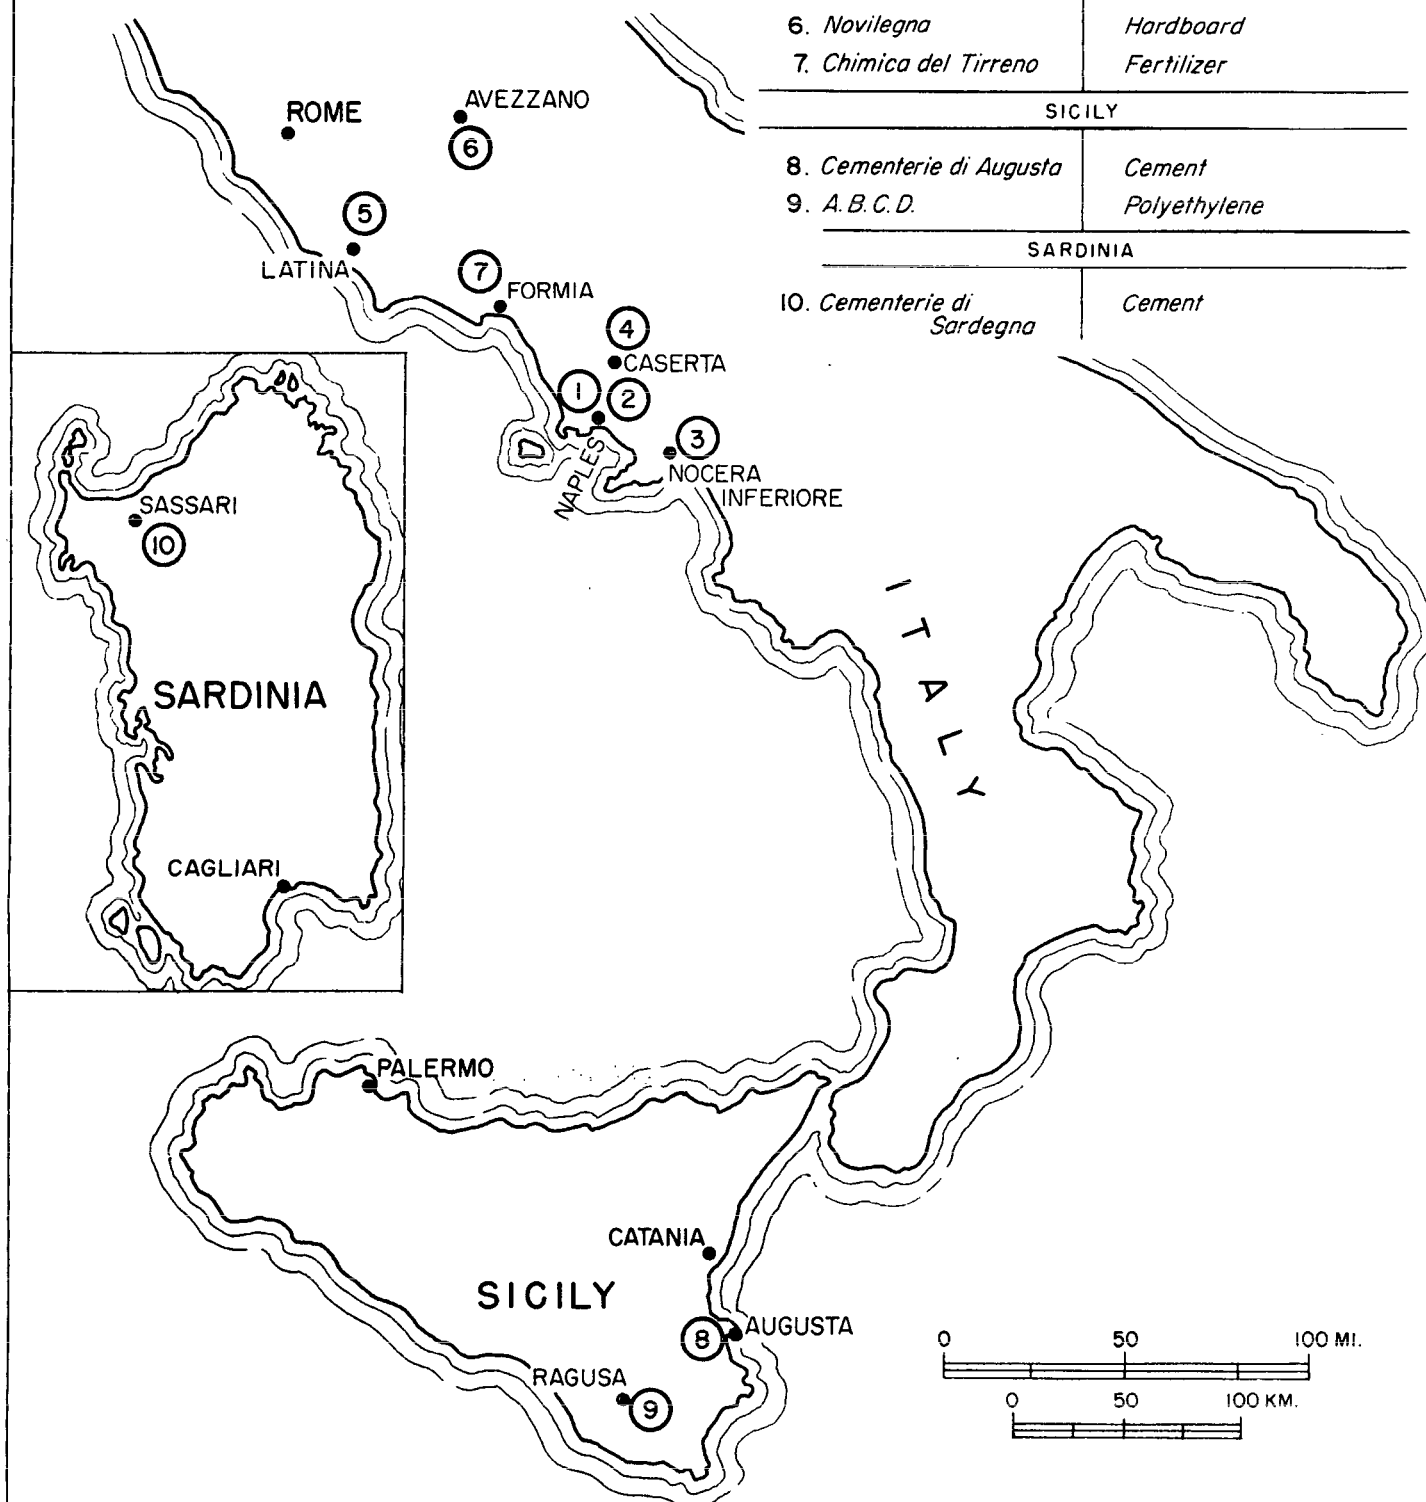 6. Novilegna Hardboard
7. Chimica del Tirreno Fertilizer
SICILY
8. Cementerie di Augusta Cement
9. A.B.C.D. Polyethylene
SARDINIA
10. Cementerie di Cement
Sardegna
ROME
AVEZZANO
6
5
LATINA
7
FORMIA
4
CASERTA
1
2
NAPLES
3
NOCERA
INFERIORE
SASSARI
10
SARDINIA
CAGLIARI
ITALY
PALERMO
CATANIA
SICILY
8
AUGUSTA
RAGUSA
9
0 50 100 MI.
0 50 100 KM.